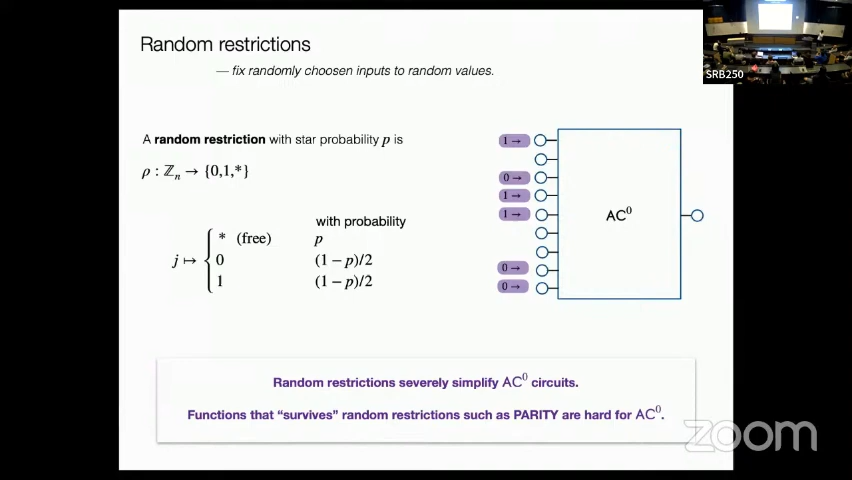 Random restrictions
— fix randomly choosen inputs to random values.
SRB250
A random restriction with star probability p is
ρ : ℤₙ → {0,1,*}
with probability
j ↦ { * (free) p
0 (1 − p)/2
1 (1 − p)/2
1 →
0 →
1 →
1 →
0 →
0 →
AC⁰
Random restrictions severely simplify AC⁰ circuits.
Functions that “survives” random restrictions such as PARITY are hard for AC⁰.
zoom